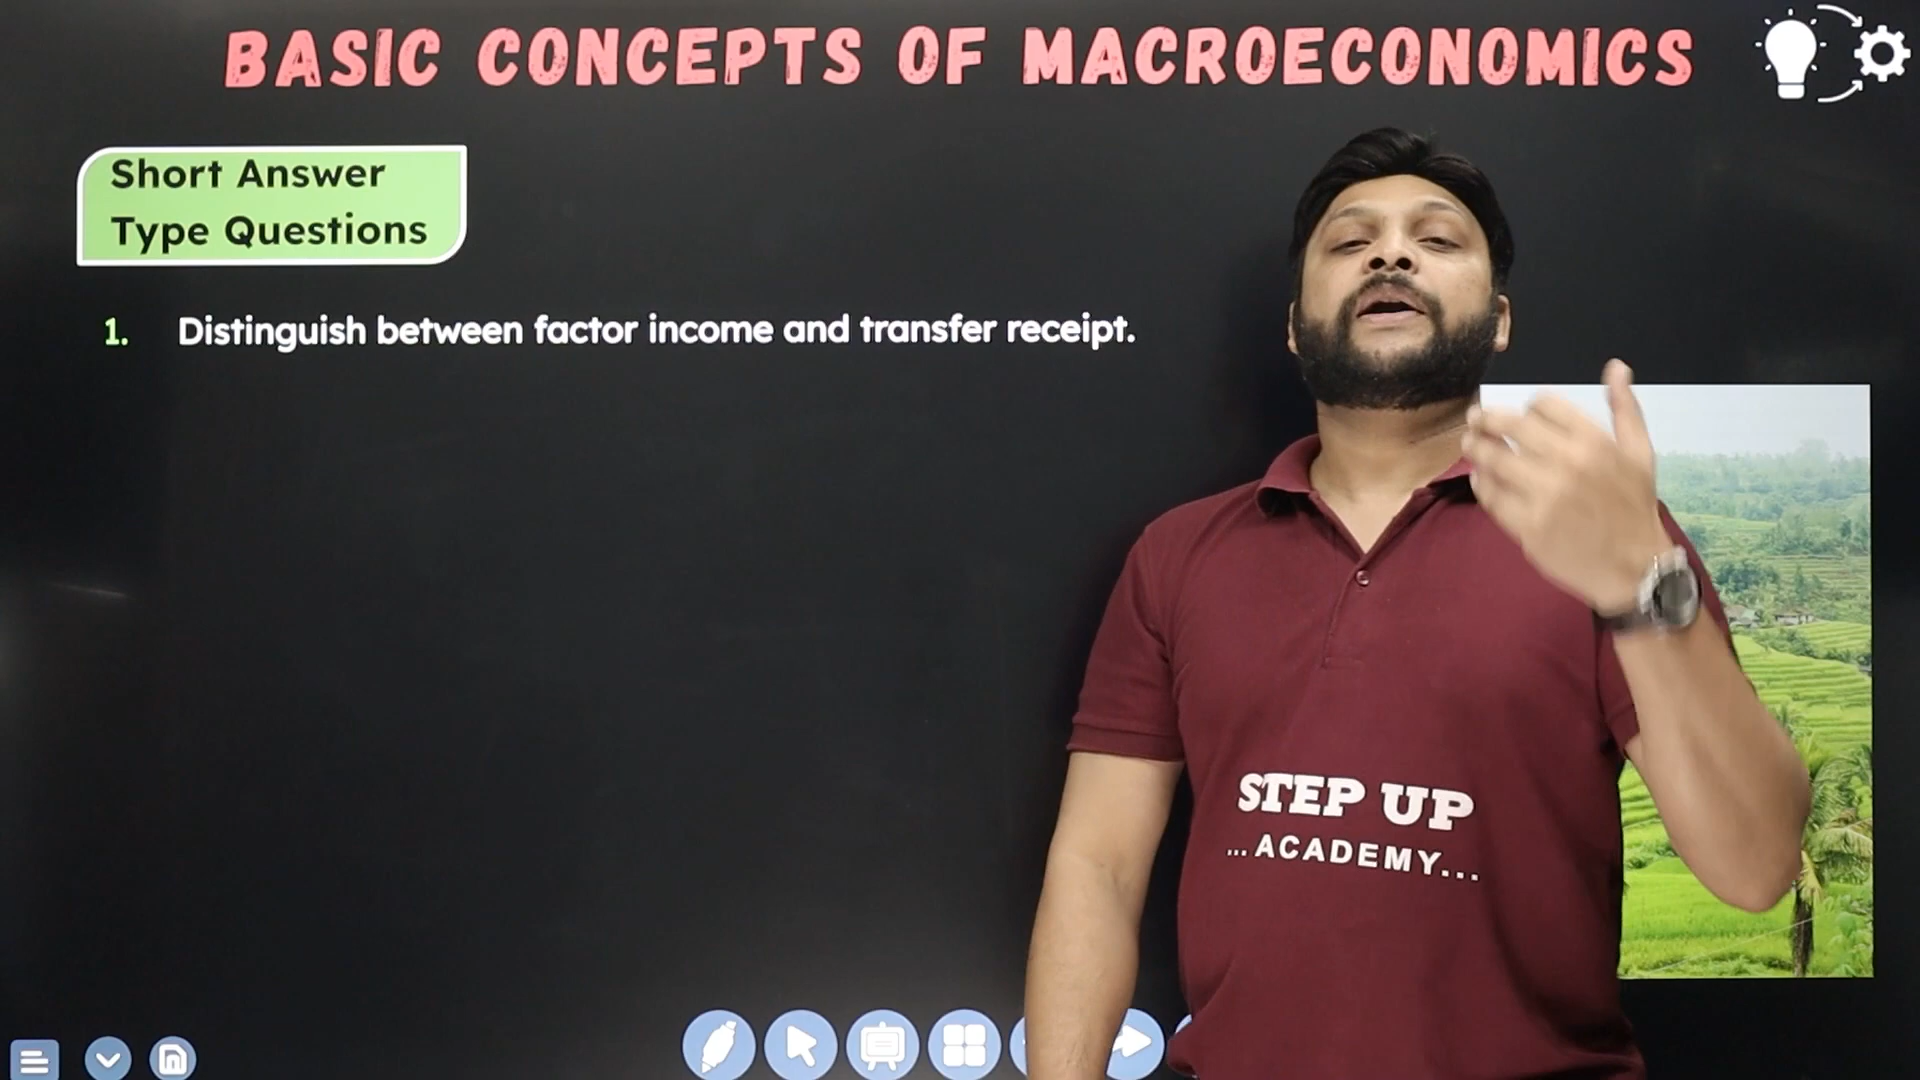 BASIC CONCEPTS OF MACROECONOMICS
Short Answer
Type Questions
1. Distinguish between factor income and transfer receipt.
STEP UP
... ACADEMY...